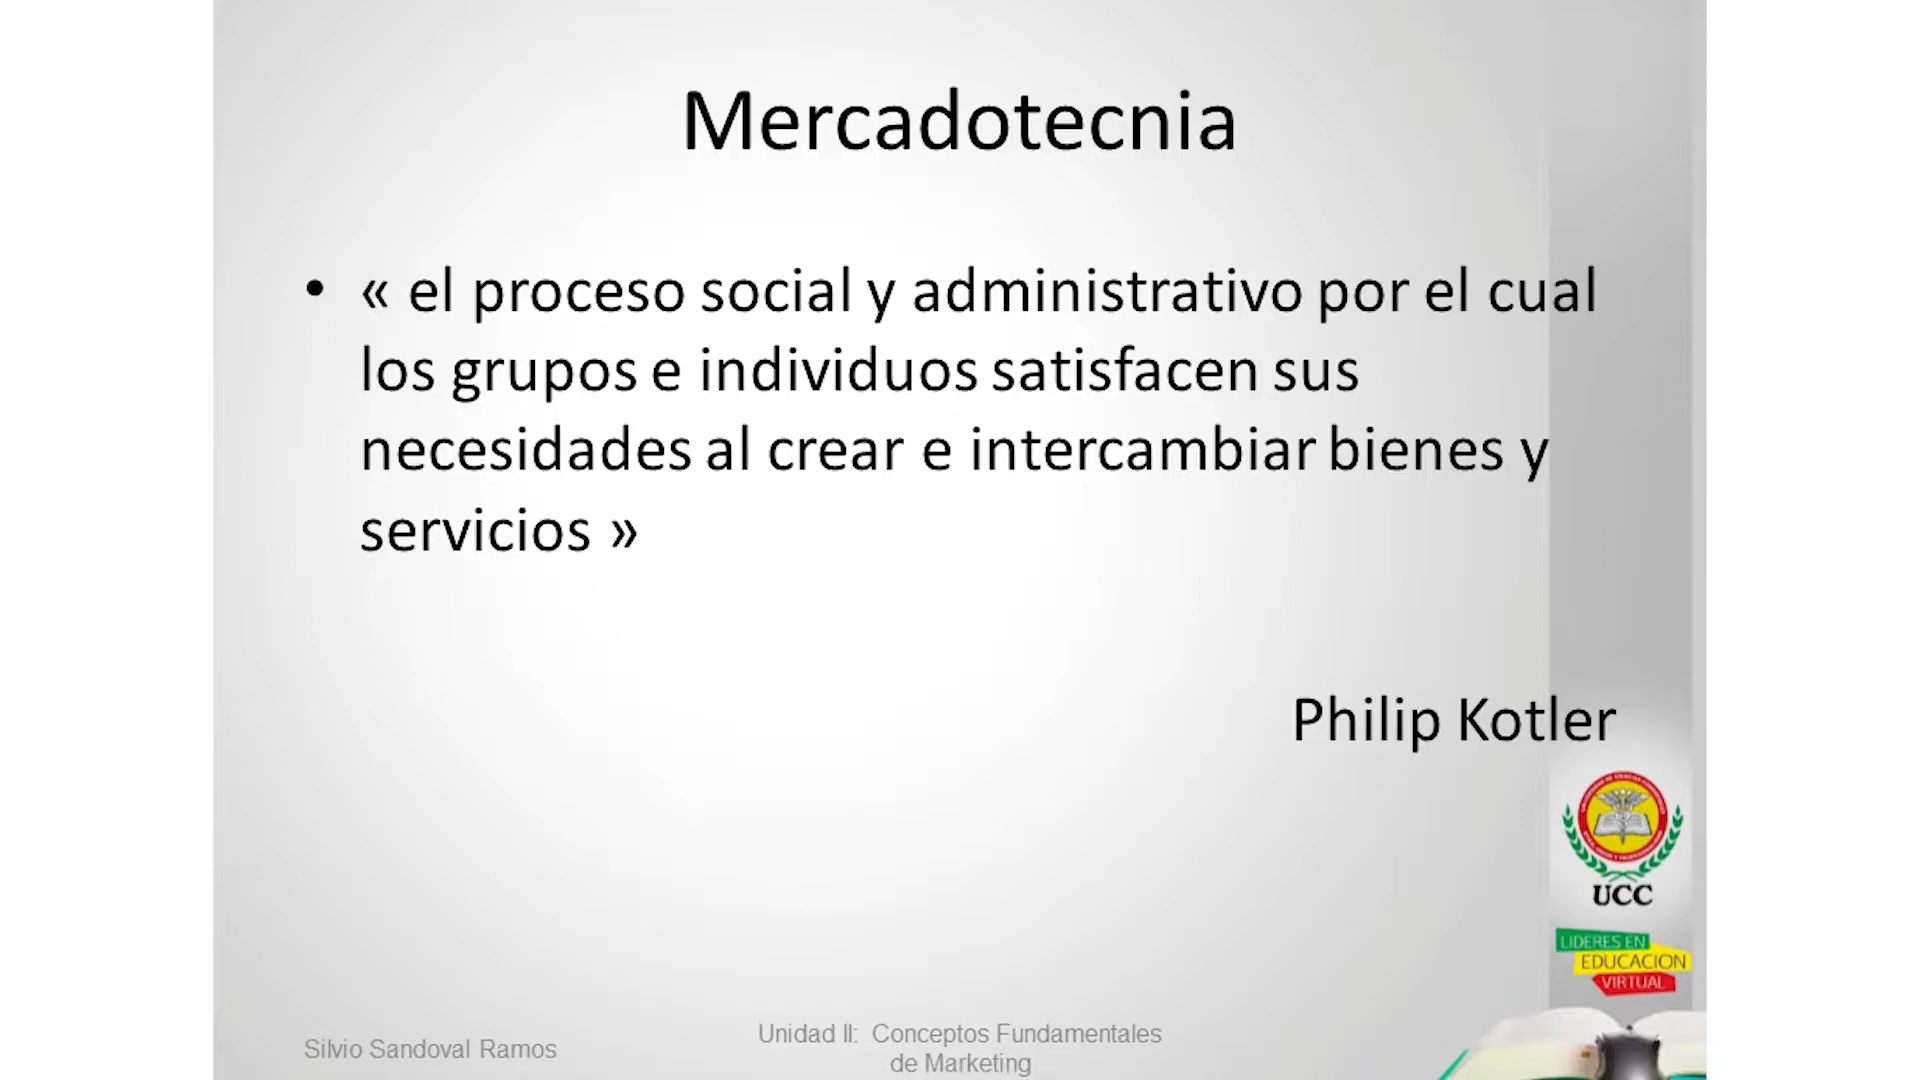 Mercadotecnia
• « el proceso social y administrativo por el cual
los grupos e individuos satisfacen sus
necesidades al crear e intercambiar bienes y
servicios »
Philip Kotler
UCC
LIDERES EN
EDUCACION
VIRTUAL
Silvio Sandoval Ramos
Unidad II: Conceptos Fundamentales
de Marketing